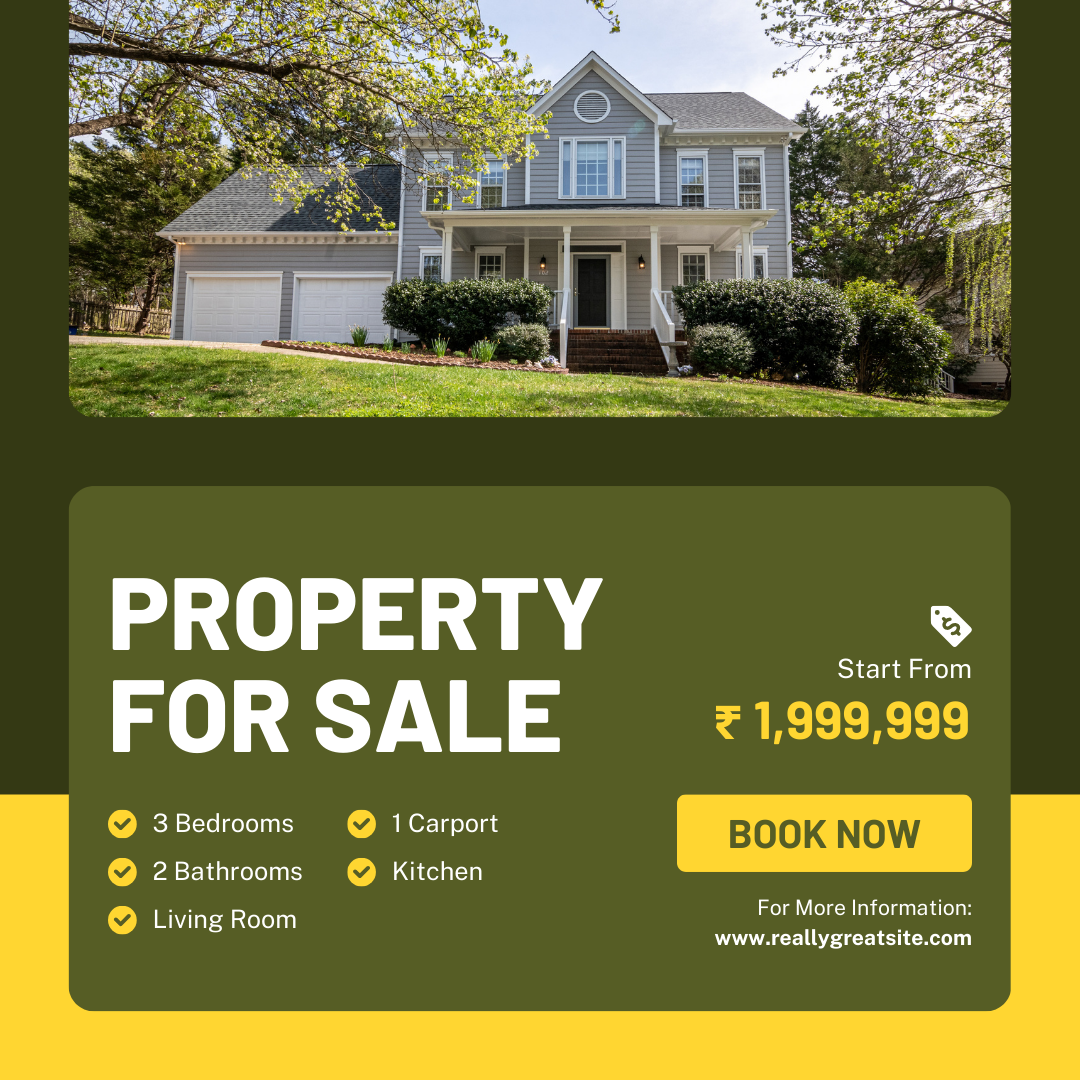 PROPERTY
FOR SALE
Start From
₹ 1,999,999
3 Bedrooms
1 Carport
2 Bathrooms
Kitchen
Living Room
BOOK NOW
For More Information:
www.reallygreatsite.com